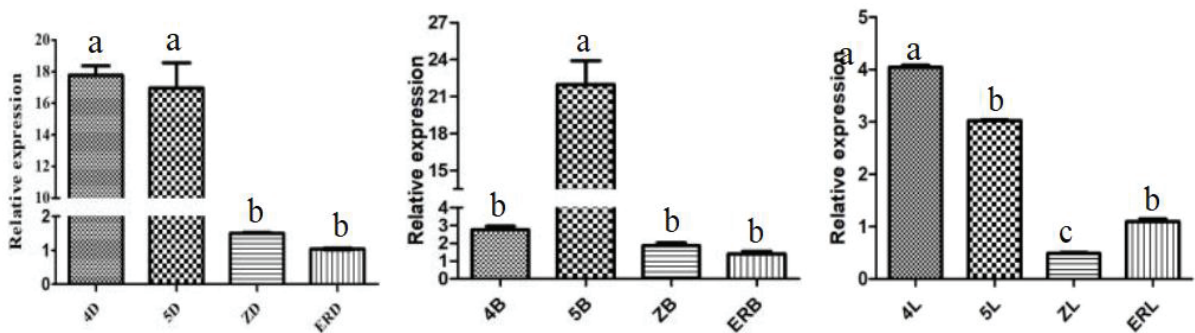 Relative expression
20
18
16
14
12
10
2
1
0
a
a
b
b
4D
5D
ZD
ERD
Relative expression
27
24
21
18
15
4
3
2
1
0
b
a
b
b
4B
5B
ZB
ERB
Relative expression
5
4
3
2
1
0
a
a
b
c
b
4L
5L
ZL
ERL